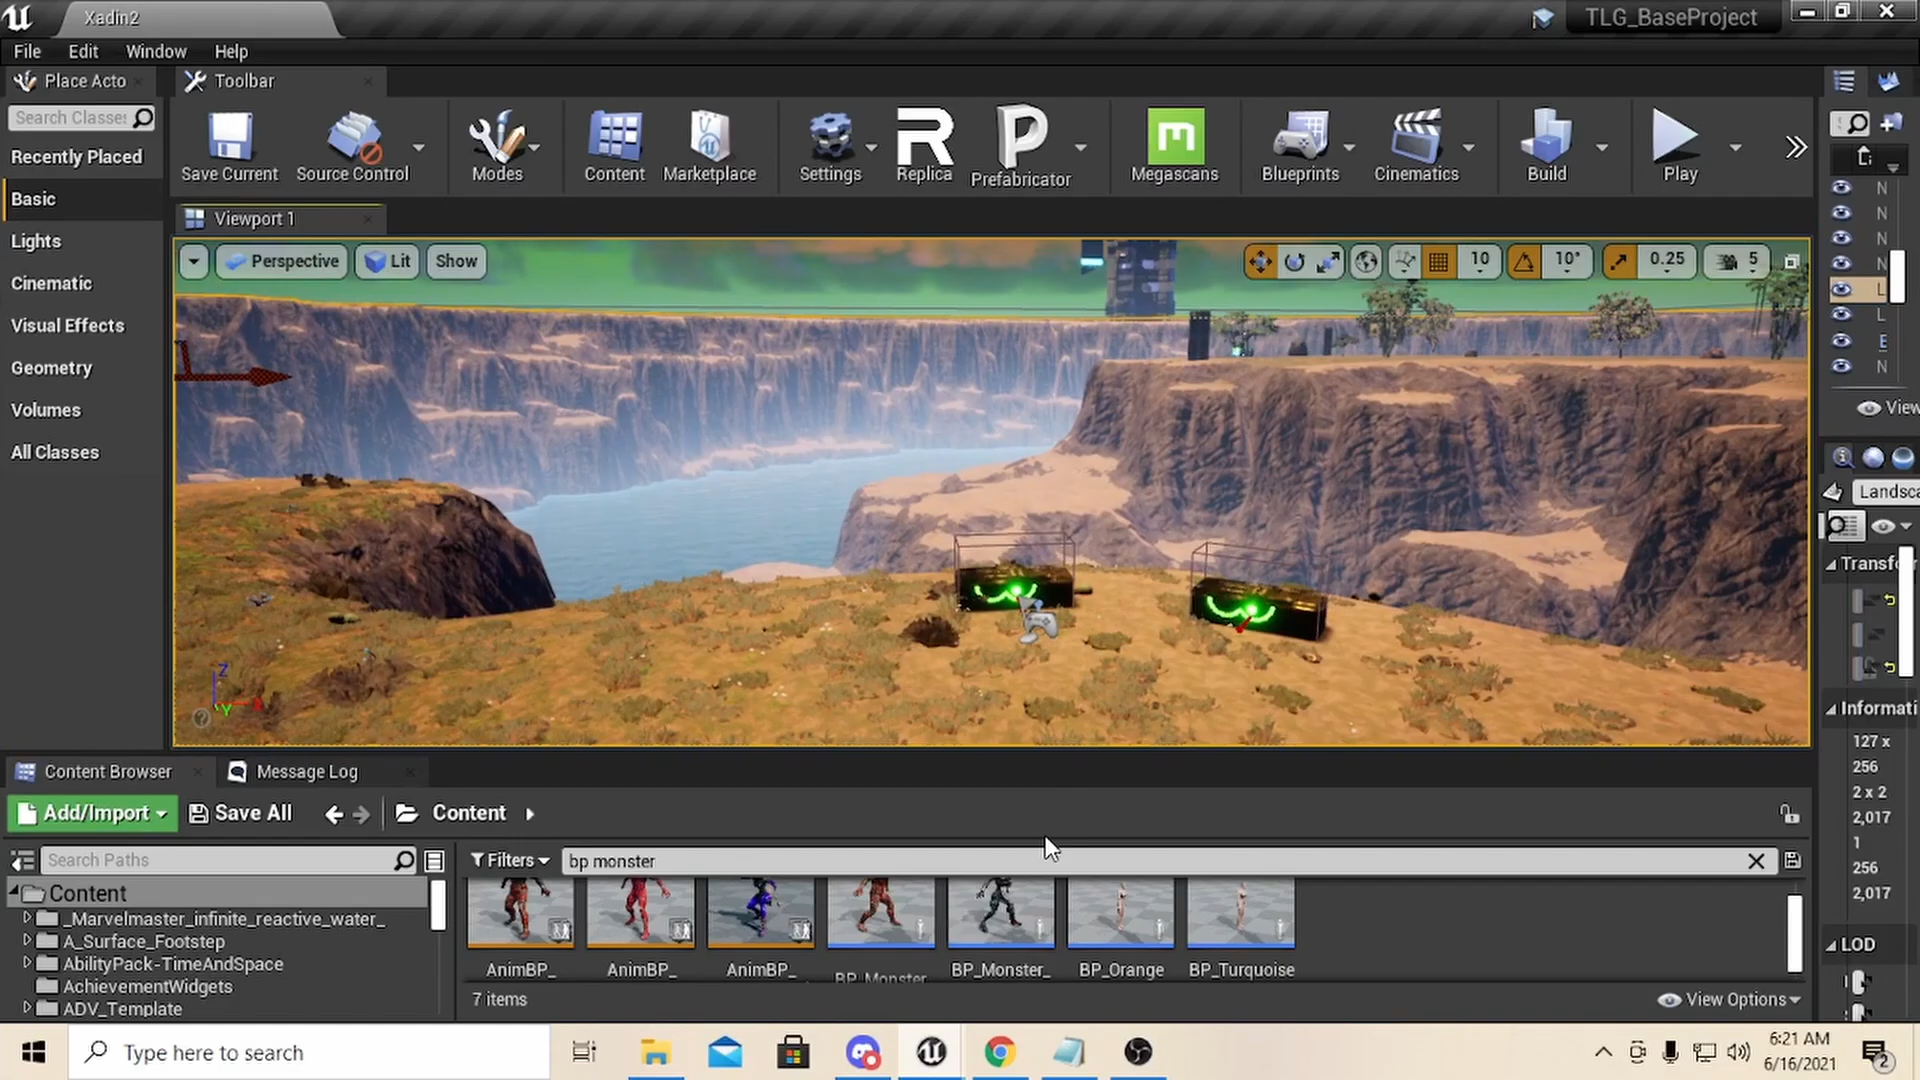 Xadin2
TLG_BaseProject
File
Edit
Window
Help
Place Acto
Toolbar
Search Classes
Recently Placed
Basic
Lights
Cinematic
Visual Effects
Geometry
Volumes
All Classes
Save Current
Source Control
Modes
Content
Marketplace
Settings
Replica
Prefabricator
Megascans
Blueprints
Cinematics
Build
Play
Viewport 1
Perspective
Lit
Show
10
10°
0.25
5
N
N
N
N
L
L
E
N
View
Landsca
Transfo
Informati
127 x
256
2 x 2
2,017
1
256
2,017
LOD
Z
X
Y
Content Browser
Message Log
Add/Import
Save All
Content
Search Paths
Filters
bp monster
Content
_Marvelmaster_infinite_reactive_water_
A_Surface_Footstep
AbilityPack-TimeAndSpace
AchievementWidgets
ADV_Template
AnimBP_
AnimBP_
AnimBP_
BP_Monster
BP_Monster_
BP_Orange
BP_Turquoise
7 items
View Options
Type here to search
6:21 AM
6/16/2021
2